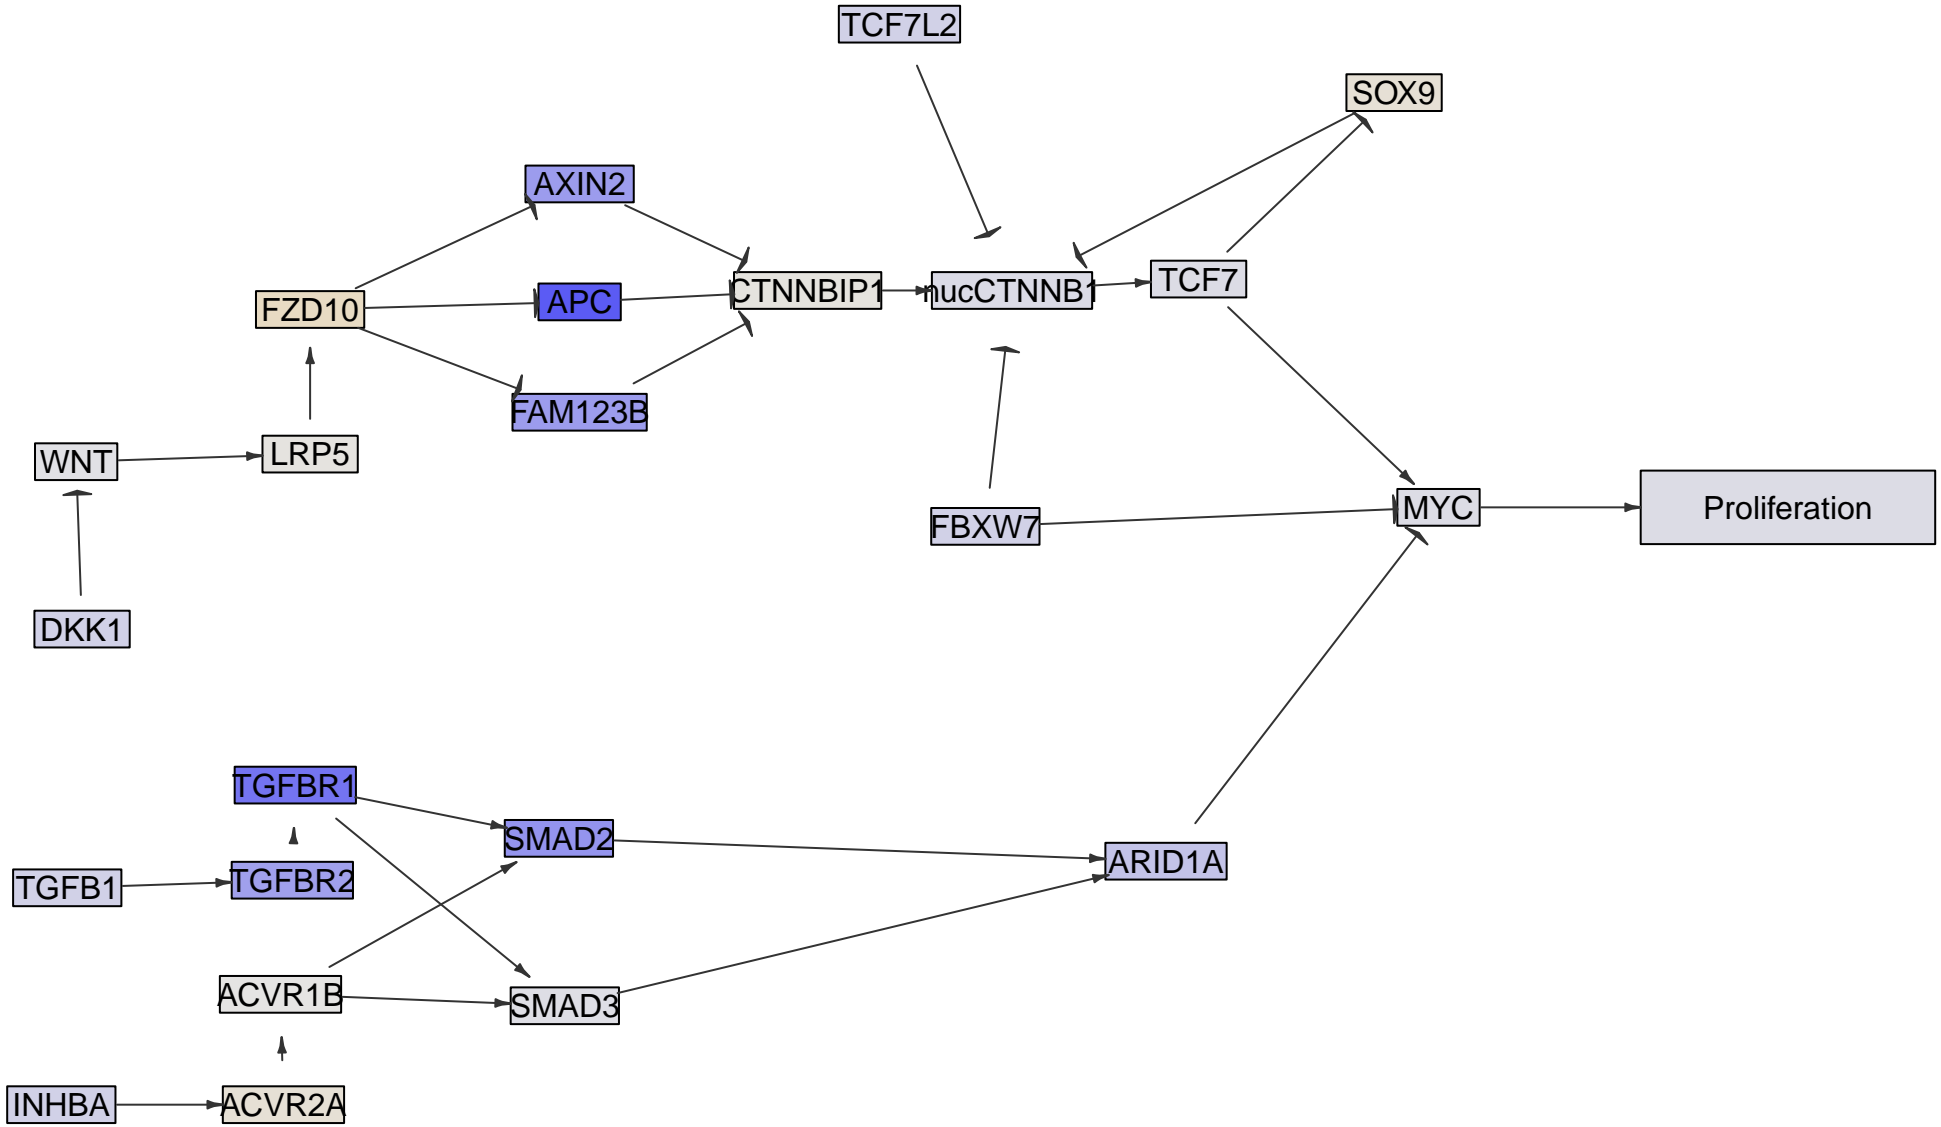 TCF7L2
SOX9
AXIN2
FZD10
APC
CTNNBIP1
nucCTNNB1
TCF7
FAM123B
WNT
LRP5
FBXW7
MYC
Proliferation
DKK1
TGFBR1
SMAD2
ARID1A
TGFB1
TGFBR2
ACVR1B
SMAD3
INHBA
ACVR2A